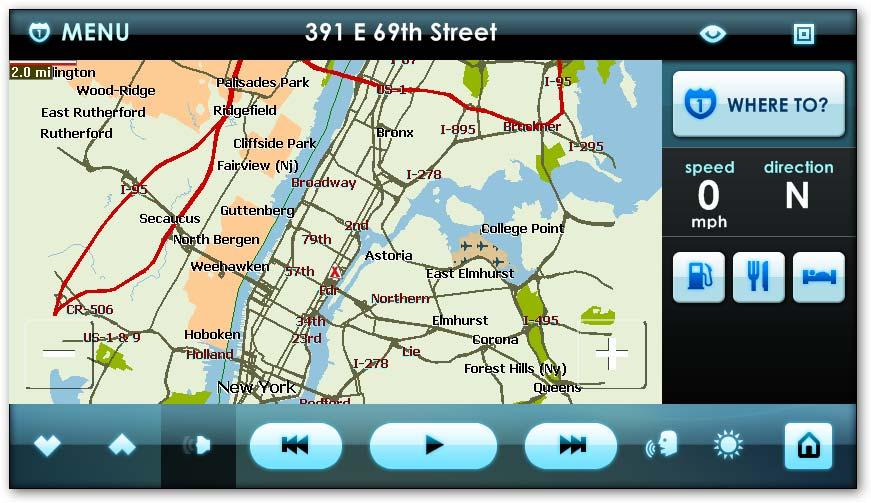 MENU
391 E 69th Street
2.0 mi
lington
Wood-Ridge
Palisades Park
I-95
US-1
East Rutherford
Ridgefield
Rutherford
Bronx
I-895
Bruckner
Cliffside Park
I-295
Fairview (Nj)
I-278
I-95
Broadway
Guttenberg
Secaucus
2nd
College Point
North Bergen
79th
Astoria
Weehawken
57th
East Elmhurst
Fdr
Northern
CR-506
34th
Elmhurst
I-495
US-1 & 9
Hoboken
23rd
Corona
Holland
Lie
I-278
Forest Hills (Ny)
New York
Queens
Bedford
1
WHERE TO?
speed
direction
0
N
mph